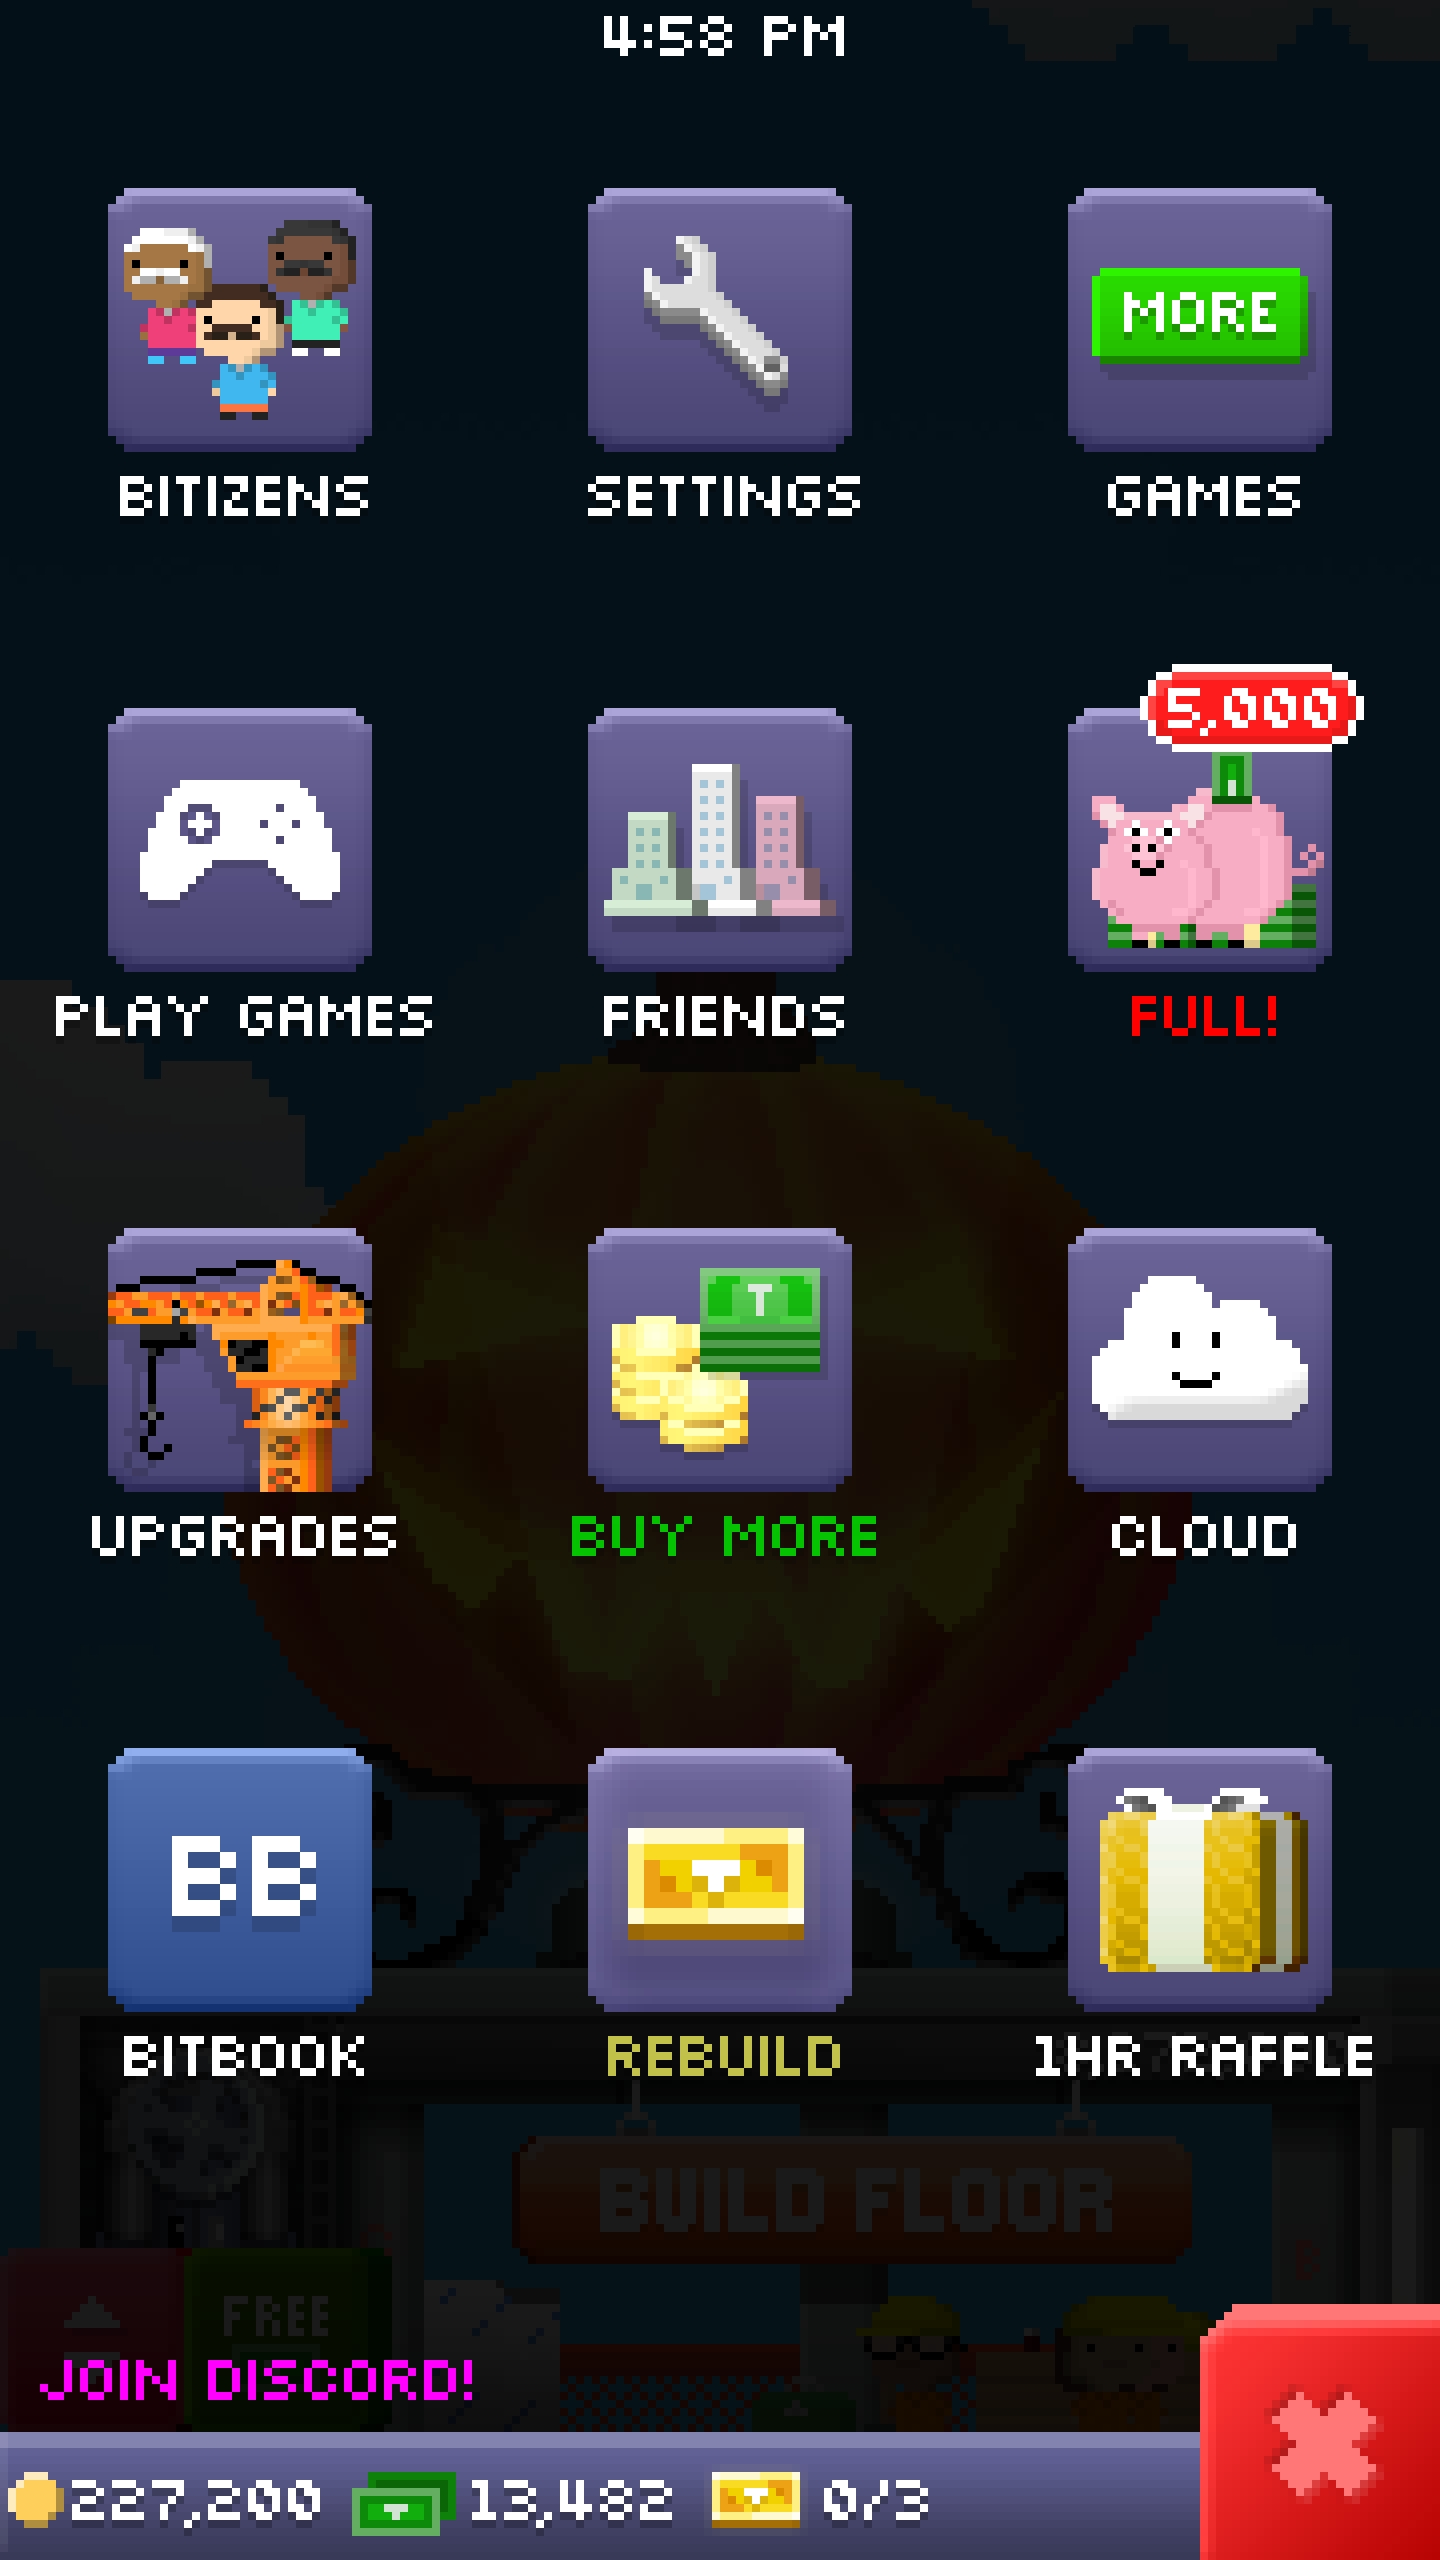 4:58 PM
MORE
BITIZENS SETTINGS GAMES
5,000
PLAY GAMES FRIENDS FULL!
T
UPGRADES BUY MORE CLOUD
BB
BITBOOK REBUILD 1HR RAFFLE
BUILD FLOOR
FREE
JOIN DISCORD!
227,200 13,482 0/3